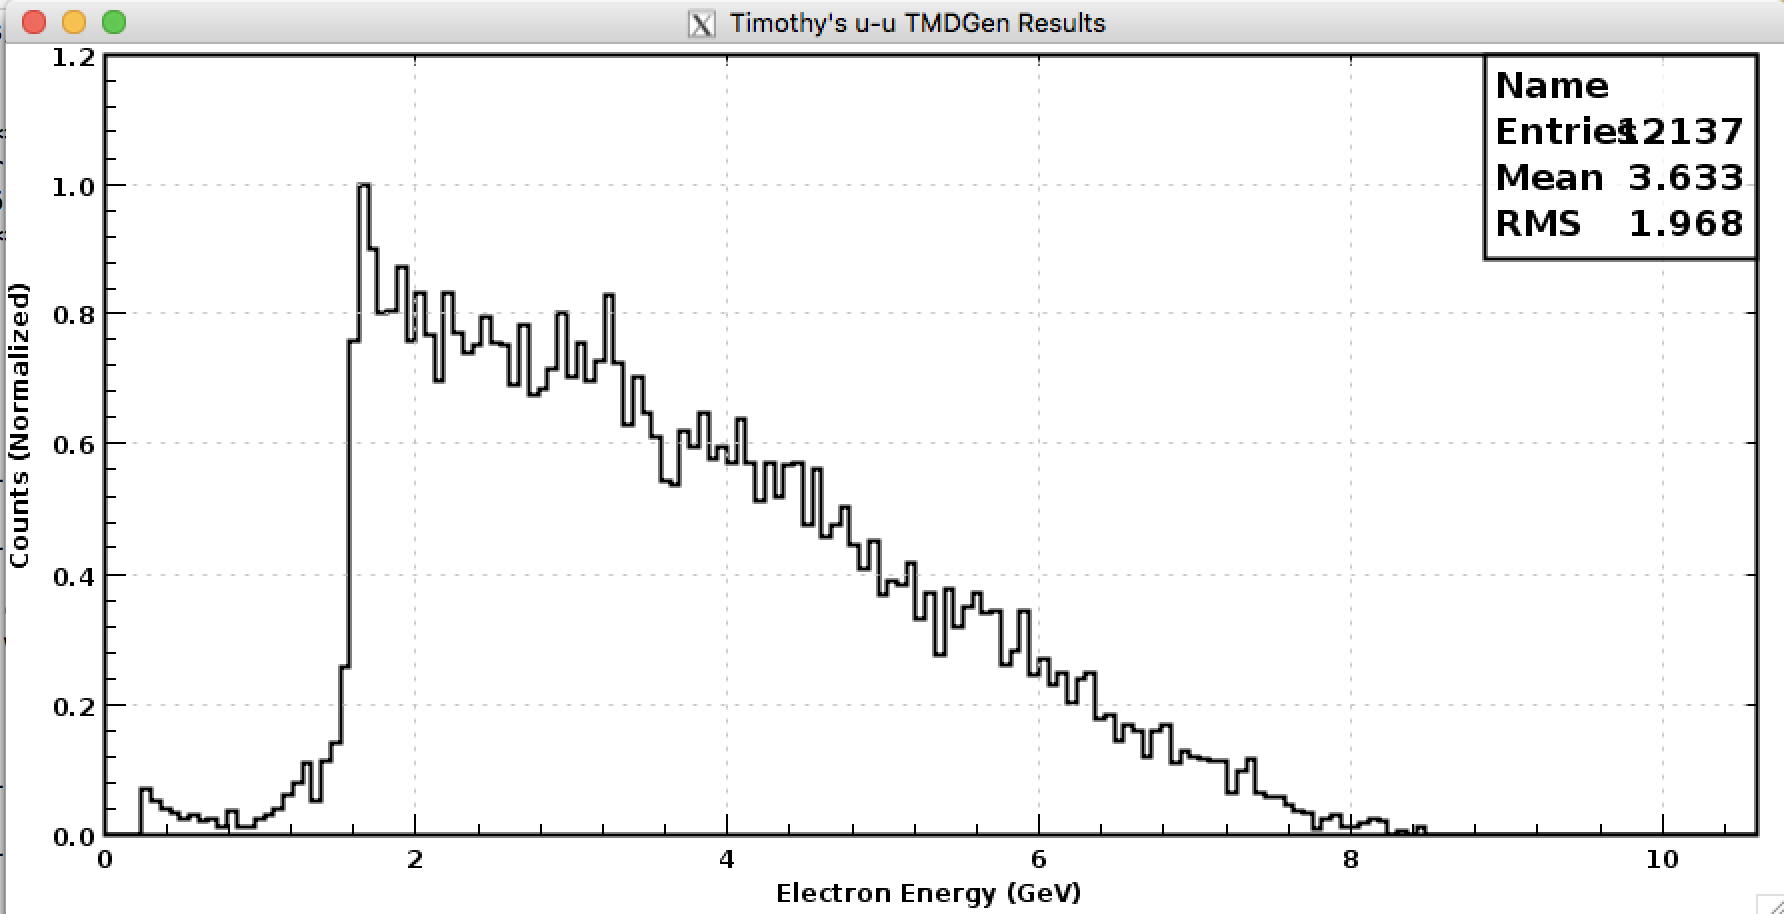 Timothy's u-u TMDGen Results
1.2
1.0
0.8
0.6
0.4
0.2
0.0
Counts (Normalized)
Name
Entries 12137
Mean 3.633
RMS 1.968
0 2 4 6 8 10
Electron Energy (GeV)